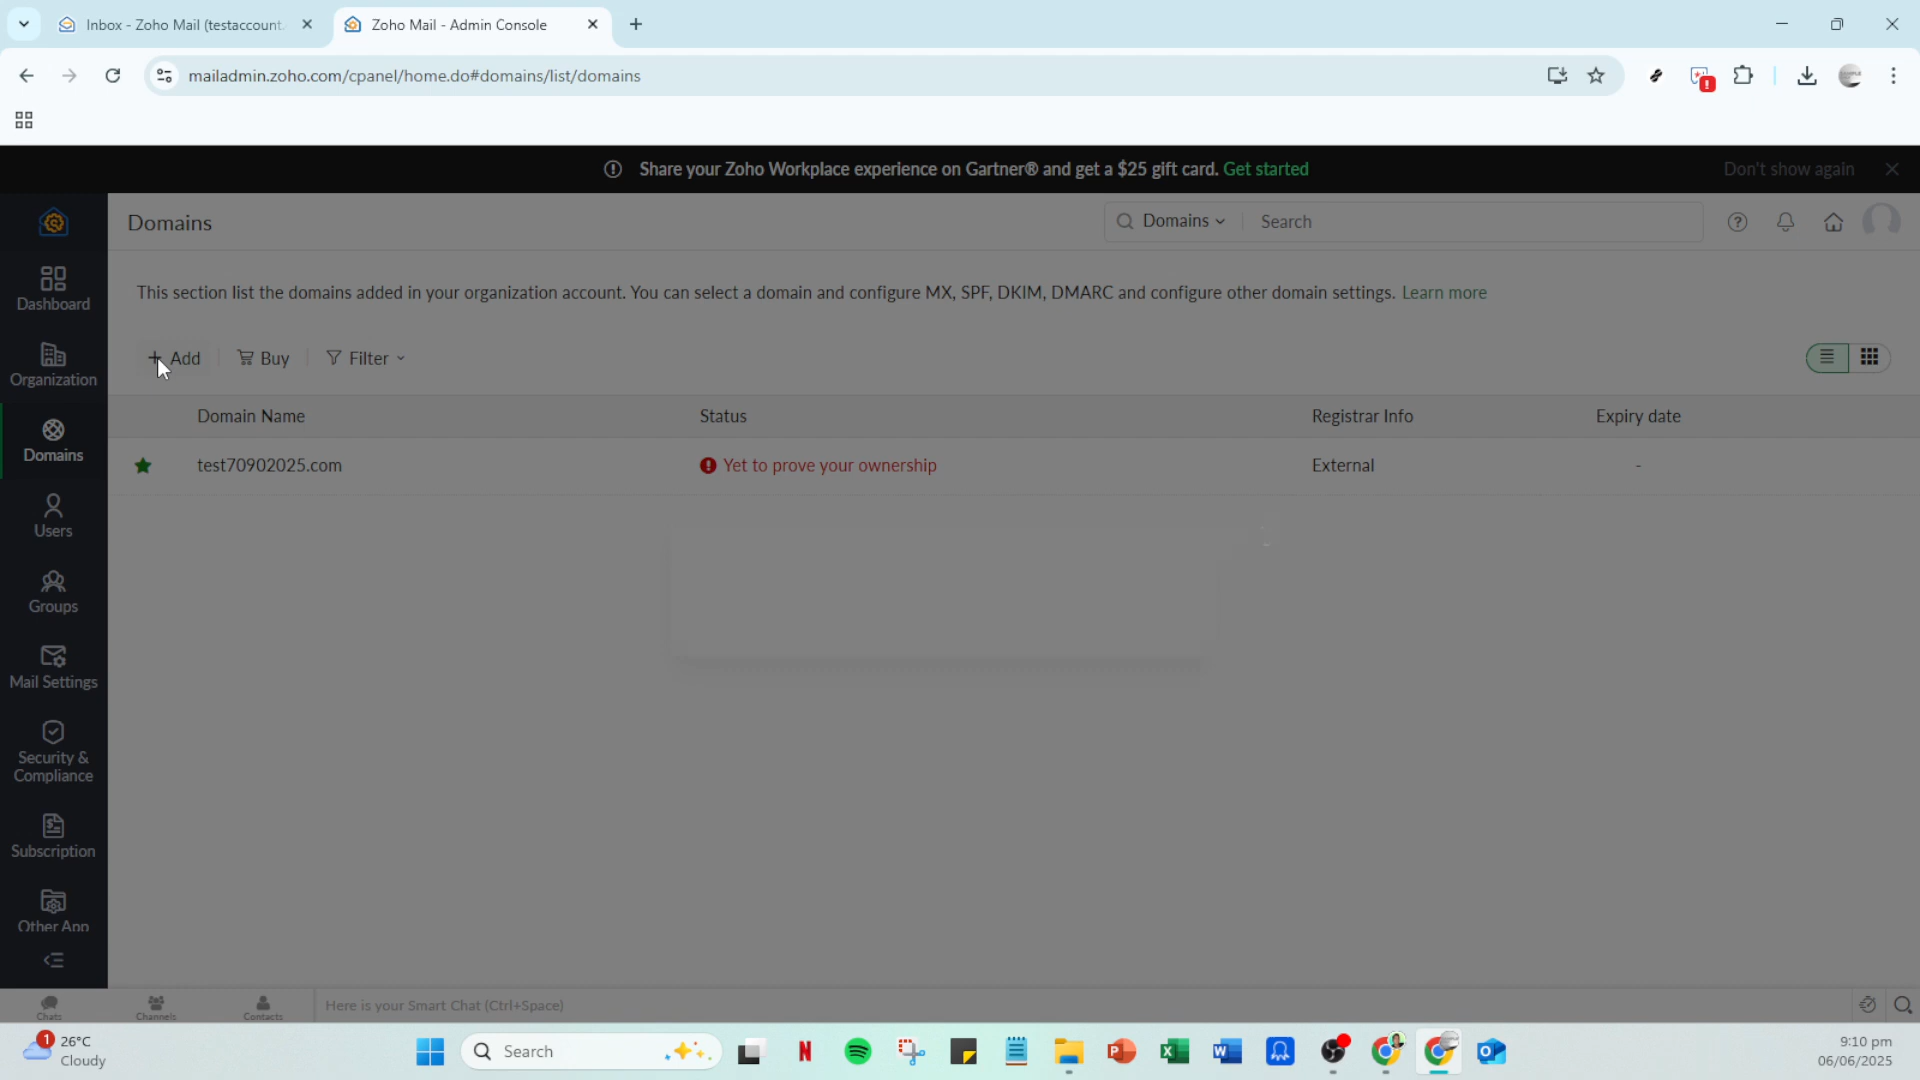 Inbox - Zoho Mail (testaccount.
Zoho Mail - Admin Console
mailadmin.zoho.com/cpanel/home.do#domains/list/domains
Share your Zoho Workplace experience on Gartner® and get a $25 gift card. Get started
Don't show again
Domains
Domains
Search
Dashboard
Organization
Domains
Users
Groups
Mail Settings
Security &
Compliance
Subscription
Other App
This section list the domains added in your organization account. You can select a domain and configure MX, SPF, DKIM, DMARC and configure other domain settings. Learn more
+ Add
Buy
Filter
Domain Name
Status
Registrar Info
Expiry date
test70902025.com
Yet to prove your ownership
External
-
Chats
Channels
Contacts
Here is your Smart Chat (Ctrl+Space)
1
26°C
Cloudy
Search
9:10 pm
06/06/2025